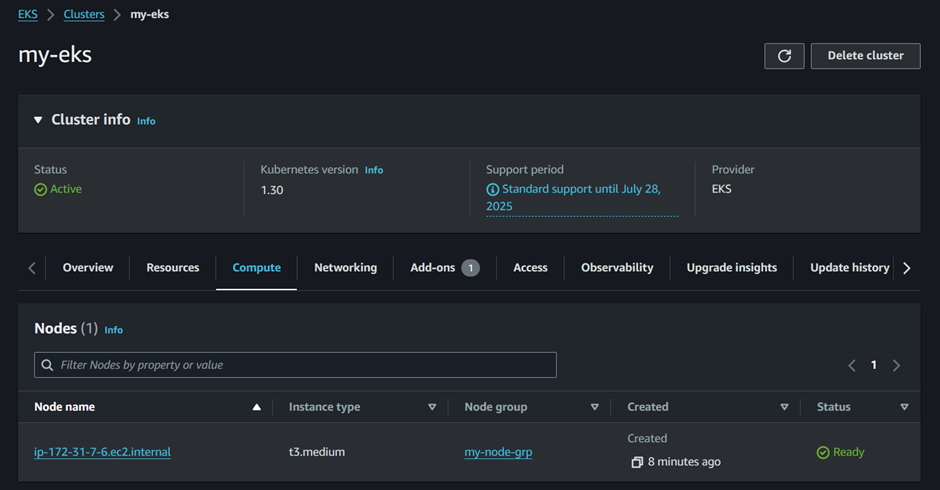 EKS > Clusters > my-eks
my-eks
Delete cluster
Cluster info Info
Status
Active
Kubernetes version Info
1.30
Support period
Standard support until July 28,
2025
Provider
EKS
Overview Resources Compute Networking Add-ons 1 Access Observability Upgrade insights Update history
Nodes (1) Info
Filter Nodes by property or value
1
Node name Instance type Node group Created Status
Created
ip-172-31-7-6.ec2.internal t3.medium my-node-grp 8 minutes ago Ready